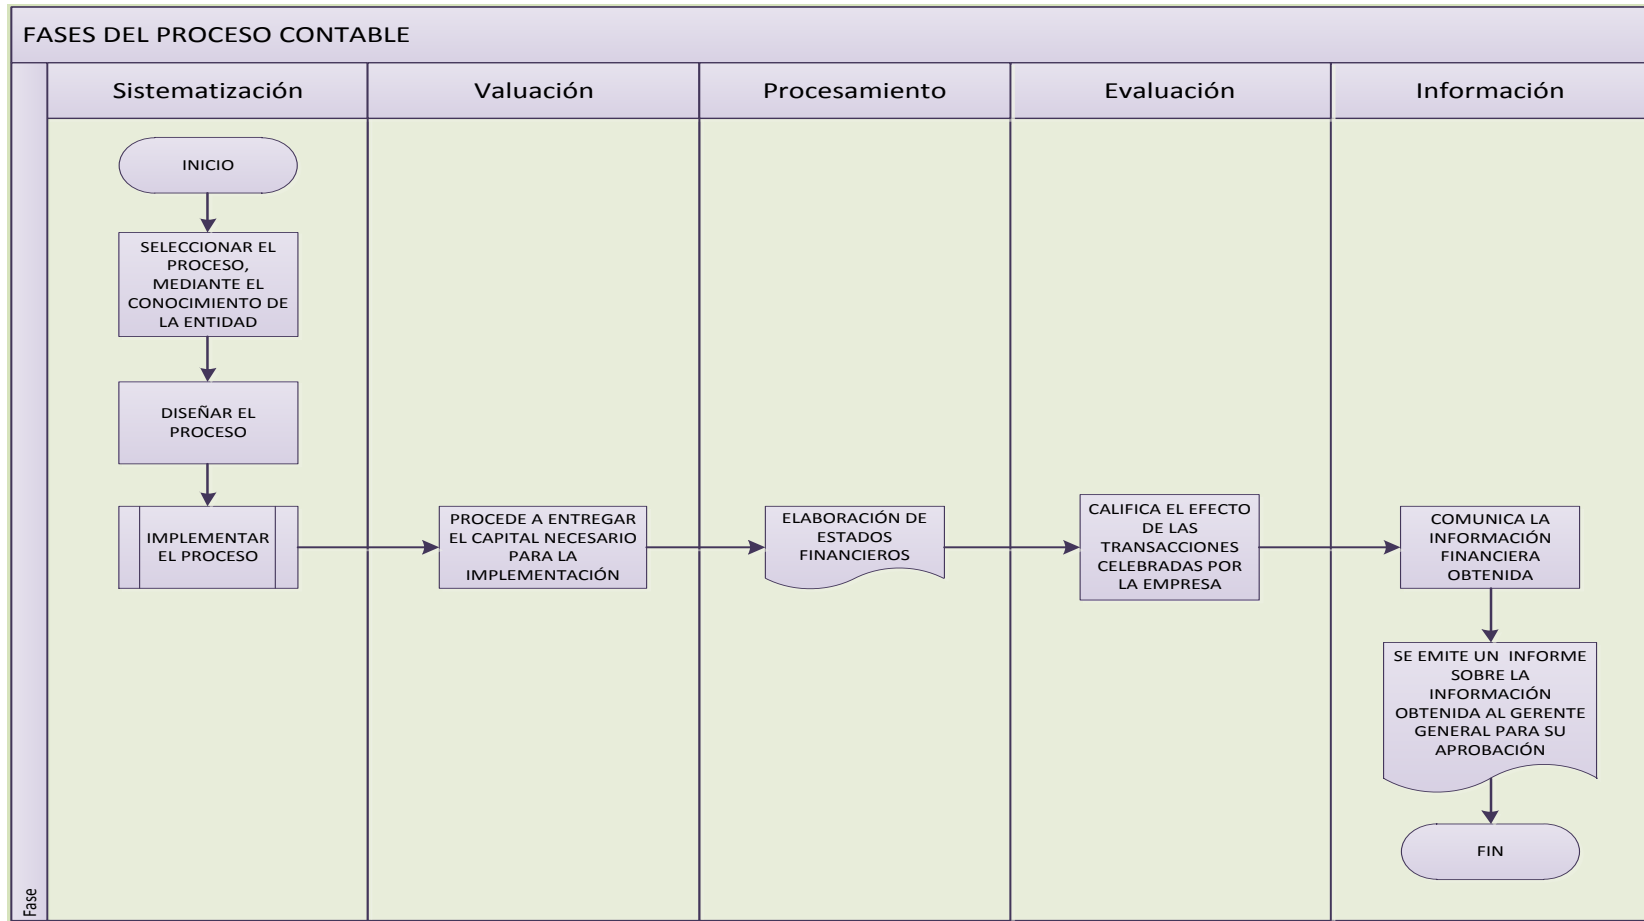 FASES DEL PROCESO CONTABLE
Sistematización
Valuación
Procesamiento
Evaluación
Información
INICIO
SELECCIONAR EL
PROCESO,
MEDIANTE EL
CONOCIMIENTO DE
LA ENTIDAD
DISEÑAR EL
PROCESO
IMPLEMENTAR
EL PROCESO
PROCEDE A ENTREGAR
EL CAPITAL NECESARIO
PARA LA
IMPLEMENTACIÓN
ELABORACIÓN DE
ESTADOS
FINANCIEROS
CALIFICA EL EFECTO
DE LAS
TRANSACCIONES
CELEBRADAS POR
LA EMPRESA
COMUNICA LA
INFORMACIÓN
FINANCIERA
OBTENIDA
SE EMITE UN INFORME
SOBRE LA
INFORMACIÓN
OBTENIDA AL GERENTE
GENERAL PARA SU
APROBACIÓN
FIN
Fase